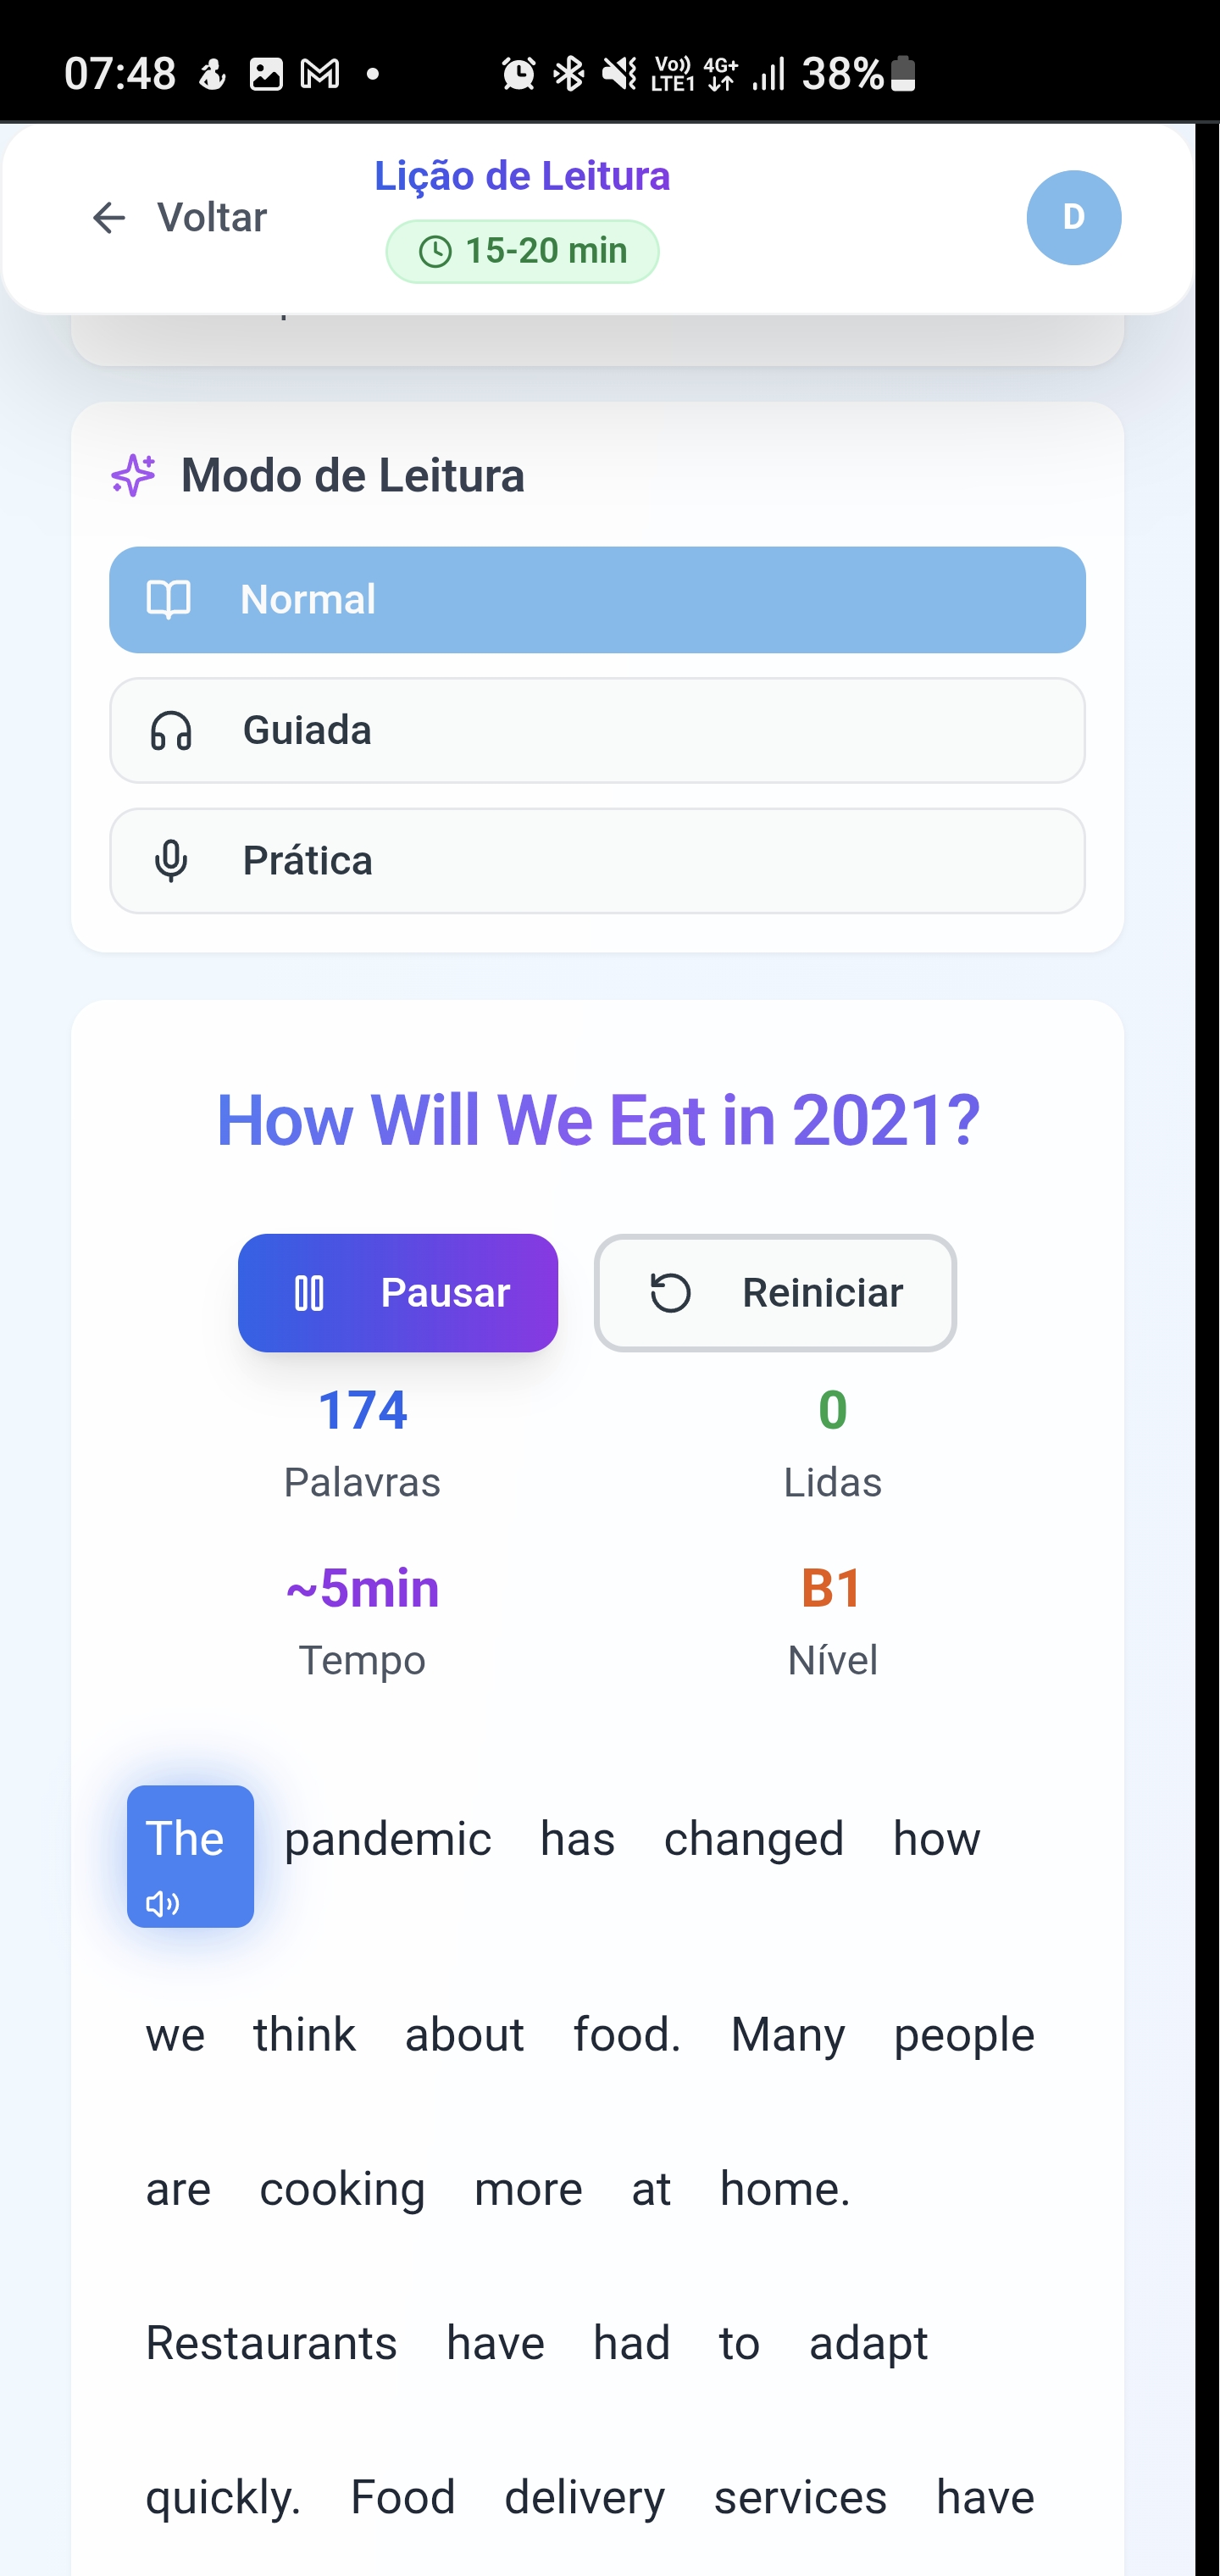 07:48
Vo))
LTE1
4G+
38%
Voltar
Lição de Leitura
15-20 min
D
Modo de Leitura
Normal
Guiada
Prática
How Will We Eat in 2021?
Pausar
Reiniciar
174
0
Palavras
Lidas
~5min
B1
Tempo
Nível
The pandemic has changed how
we think about food. Many people
are cooking more at home.
Restaurants have had to adapt
quickly. Food delivery services have